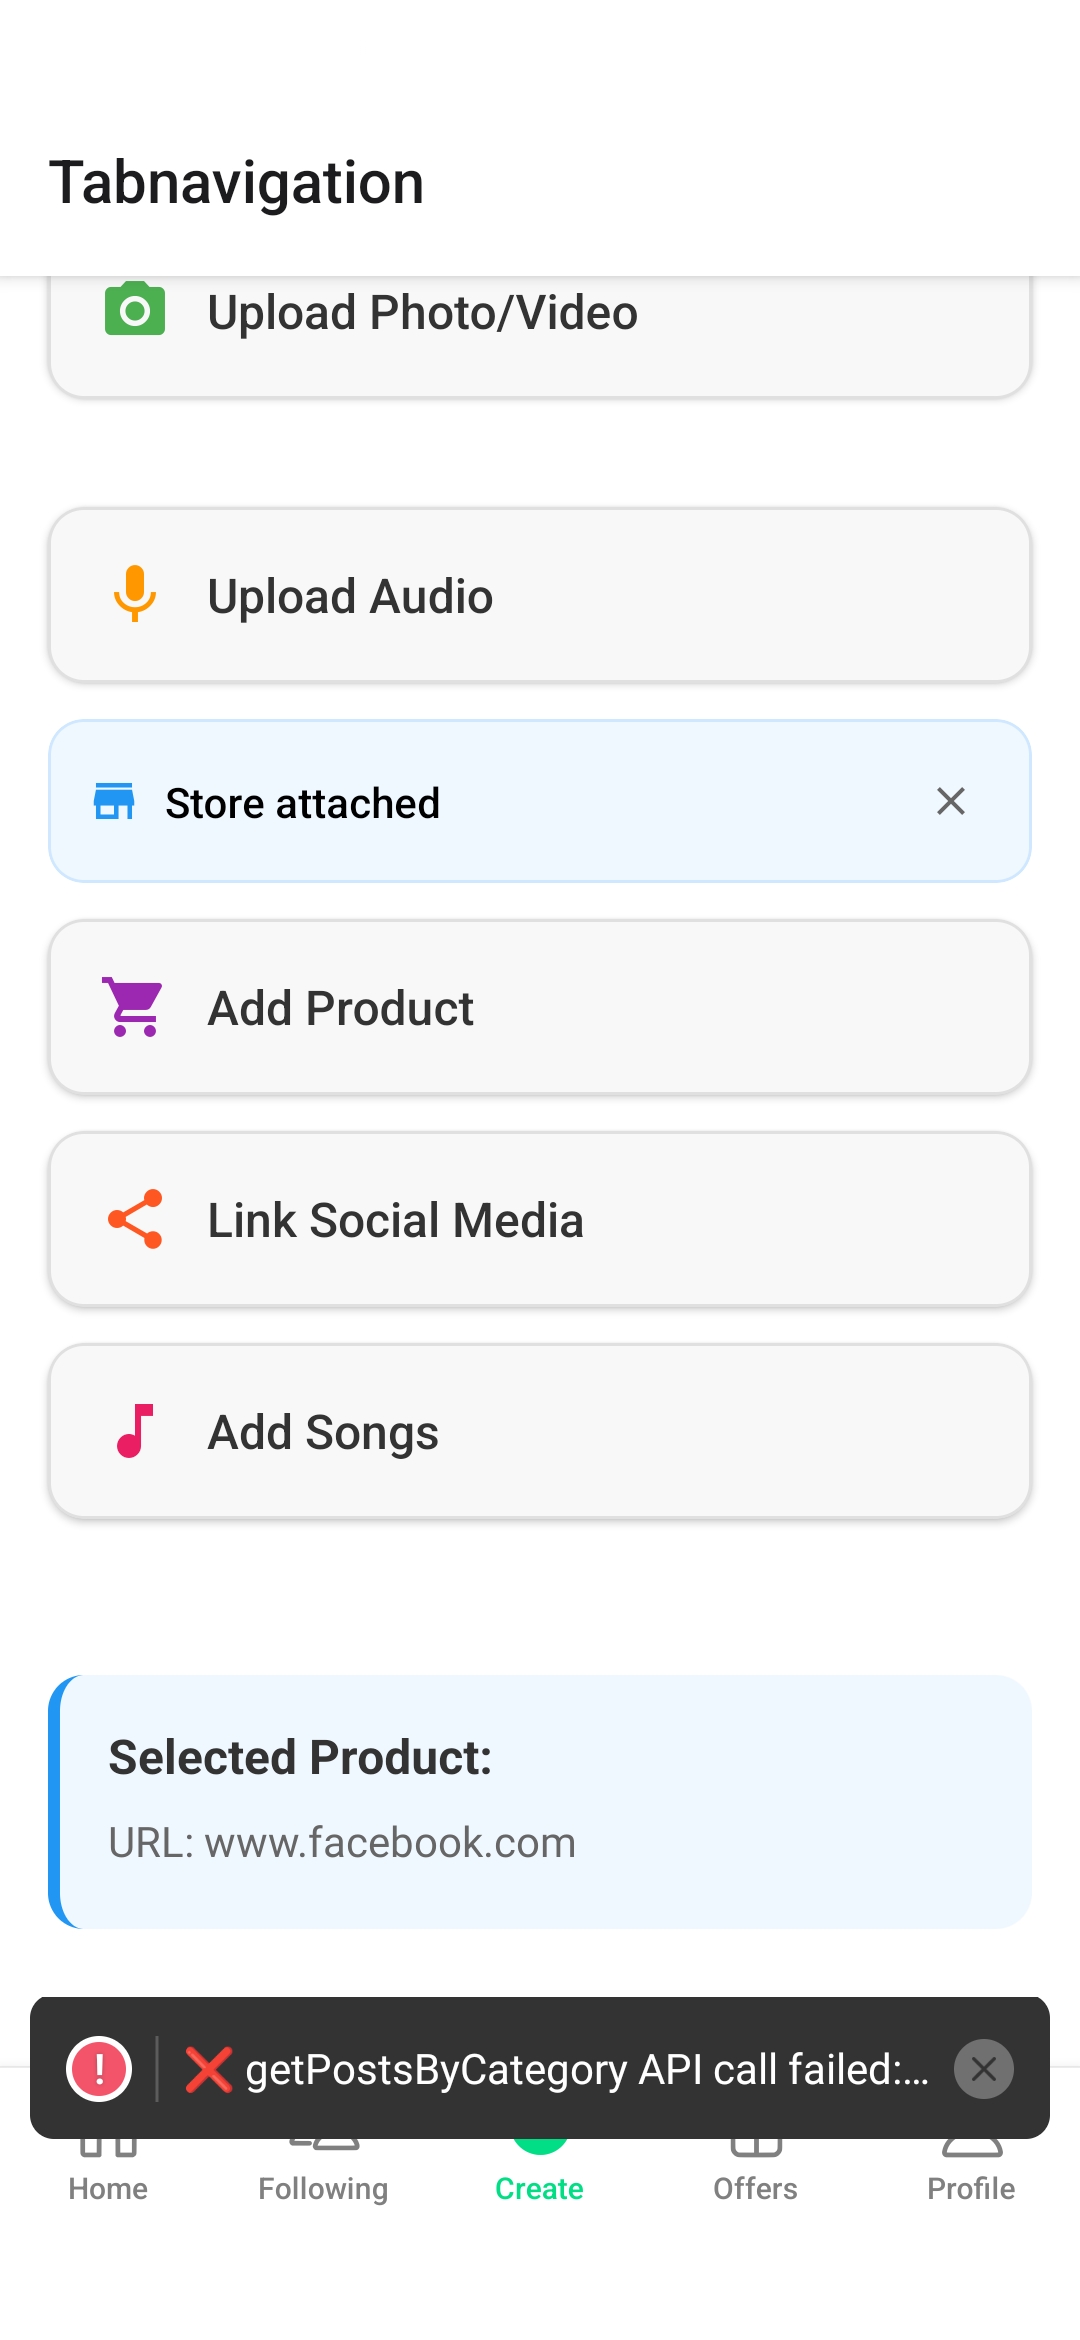 Tabnavigation
Upload Photo/Video
Upload Audio
Store attached
Add Product
Link Social Media
Add Songs
Selected Product:
URL: www.facebook.com
❌ getPostsByCategory API call failed:...
Home
Following
Create
Offers
Profile